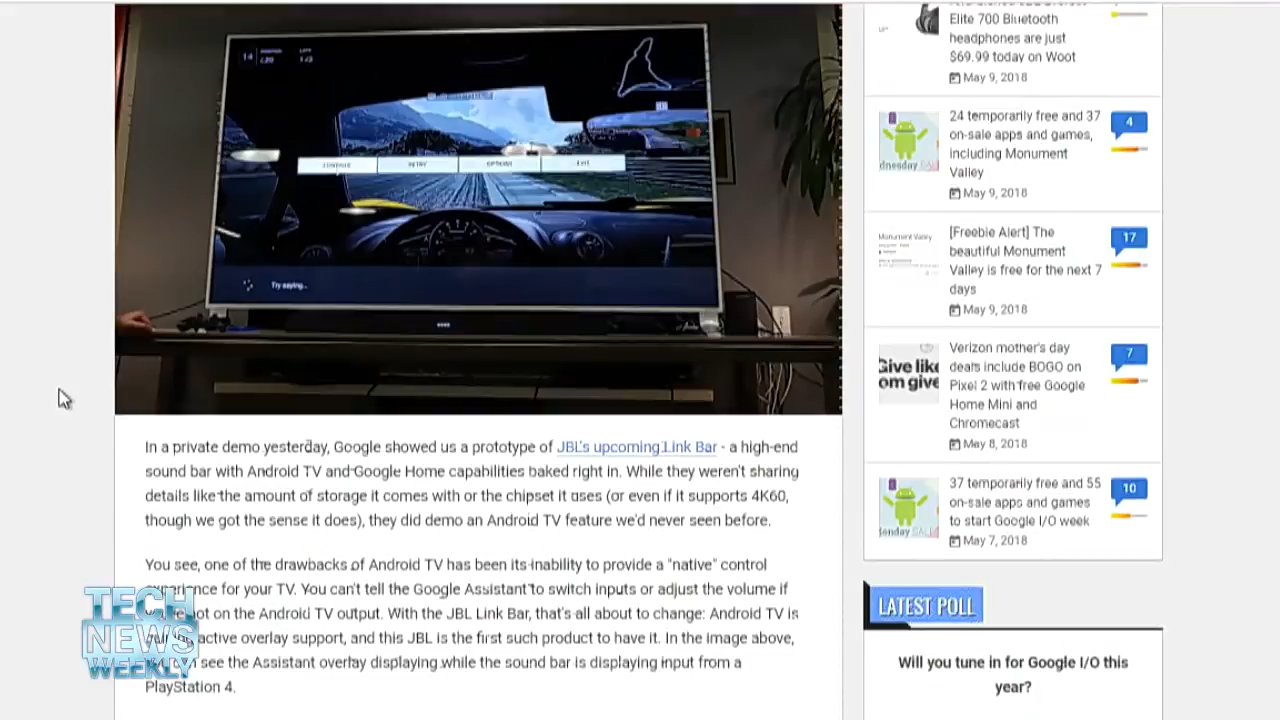 Try saying...
In a private demo yesterday, Google showed us a prototype of JBL's upcoming Link Bar - a high-end
sound bar with Android TV and Google Home capabilities baked right in. While they weren't sharing
details like the amount of storage it comes with or the chipset it uses (or even if it supports 4K60,
though we got the sense it does), they did demo an Android TV feature we'd never seen before.
You see, one of the drawbacks of Android TV has been its inability to provide a "native" control
experience for your TV. You can't tell the Google Assistant to switch inputs or adjust the volume if
not on the Android TV output. With the JBL Link Bar, that's all about to change: Android TV is
active overlay support, and this JBL is the first such product to have it. In the image above,
see the Assistant overlay displaying while the sound bar is displaying input from a
PlayStation 4.
TECH
NEWS
WEEKLY
Elite 700 Bluetooth
headphones are just
$69.99 today on Woot
May 9, 2018
24 temporarily free and 37
on-sale apps and games,
including Monument
Valley
May 9, 2018
4
[Freebie Alert] The
beautiful Monument
Valley is free for the next 7
days
May 9, 2018
17
Monument Valley
Verizon mother's day
deals include BOGO on
Pixel 2 with free Google
Home Mini and
Chromecast
May 8, 2018
7
Give like
om give
37 temporarily free and 55
on-sale apps and games
to start Google I/O week
May 7, 2018
10
LATEST POLL
Will you tune in for Google I/O this
year?